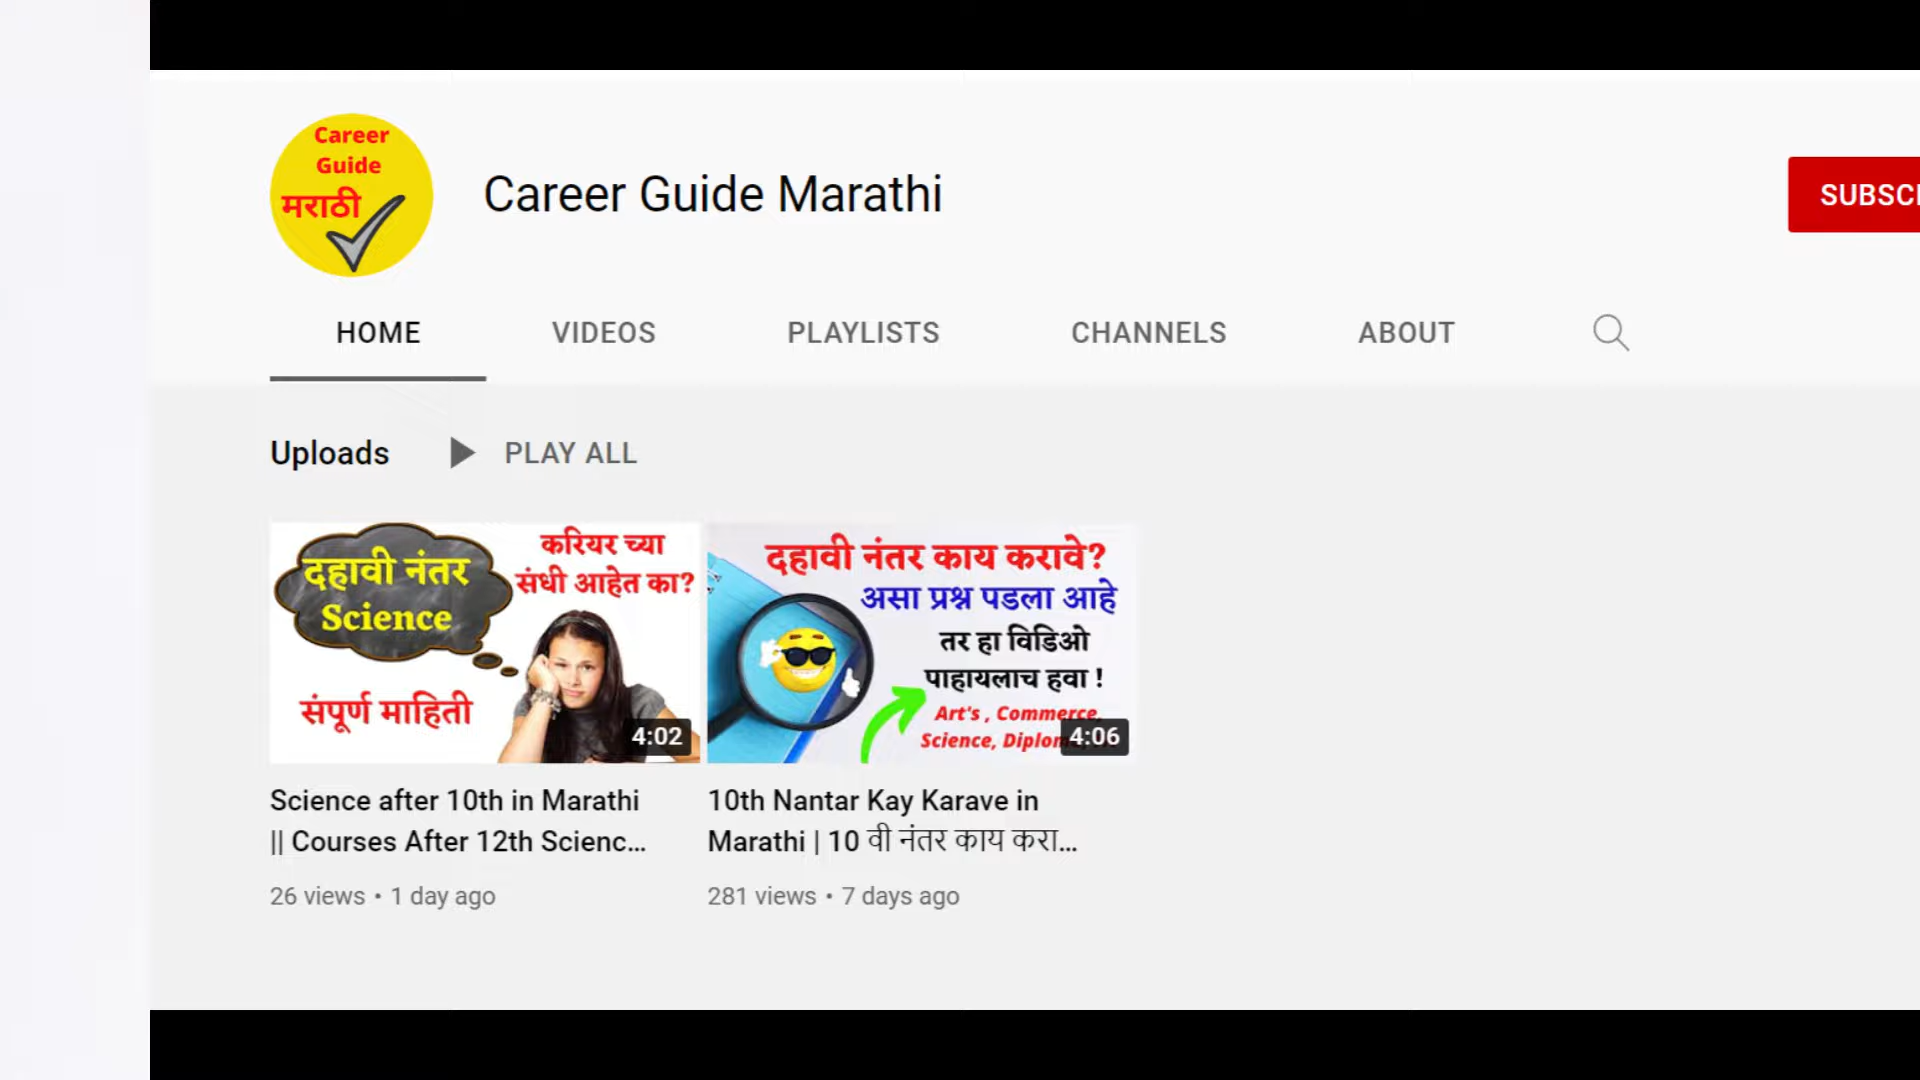 Career
Guide
मराठी
Career Guide Marathi
HOME
VIDEOS
PLAYLISTS
CHANNELS
ABOUT
Uploads
PLAY ALL
दहावी नंतर
Science
करियर च्या
संधी आहेत का?
संपूर्ण माहिती
4:02
दहावी नंतर काय करावे?
असा प्रश्न पडला आहे
तर हा विडिओ
पाहायलाच हवा !
Art's , Commerce,
Science,
4:06
Science after 10th in Marathi
|| Courses After 12th Scienc...
26 views • 1 day ago
10th Nantar Kay Karave in
Marathi | 10 वी नंतर काय करा...
281 views • 7 days ago